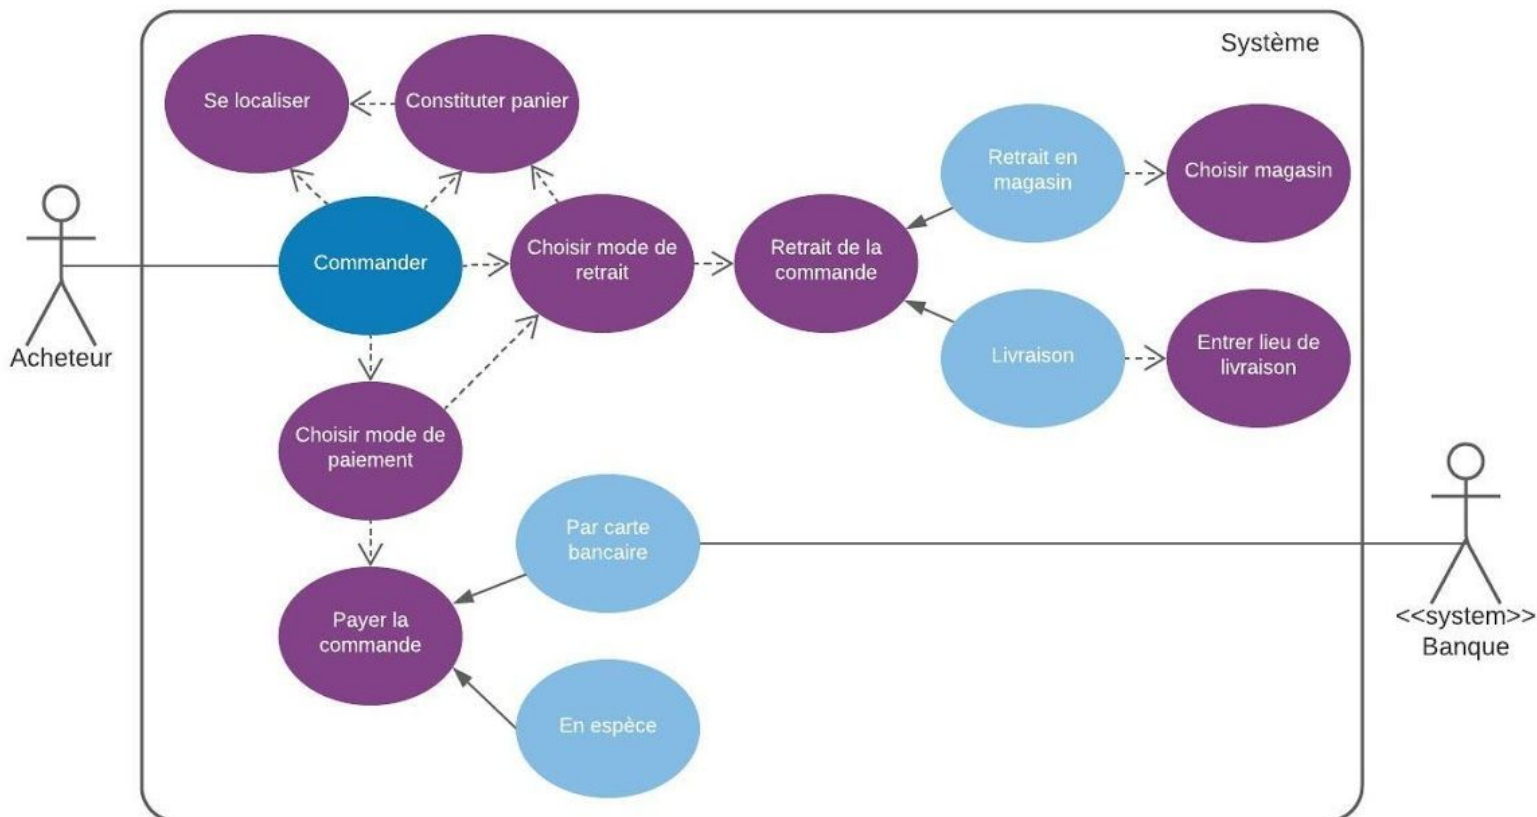 Système
Se localiser
Constituter panier
Retrait en
magasin
Choisir magasin
Commander
Choisir mode de
retrait
Retrait de la
commande
Acheteur
Livraison
Entrer lieu de
livraison
Choisir mode de
paiement
Par carte
bancaire
<<system>>
Banque
Payer la
commande
En espèce